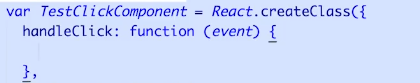 var TestClickComponent = React.createClass({
  handleClick: function (event) {
  },